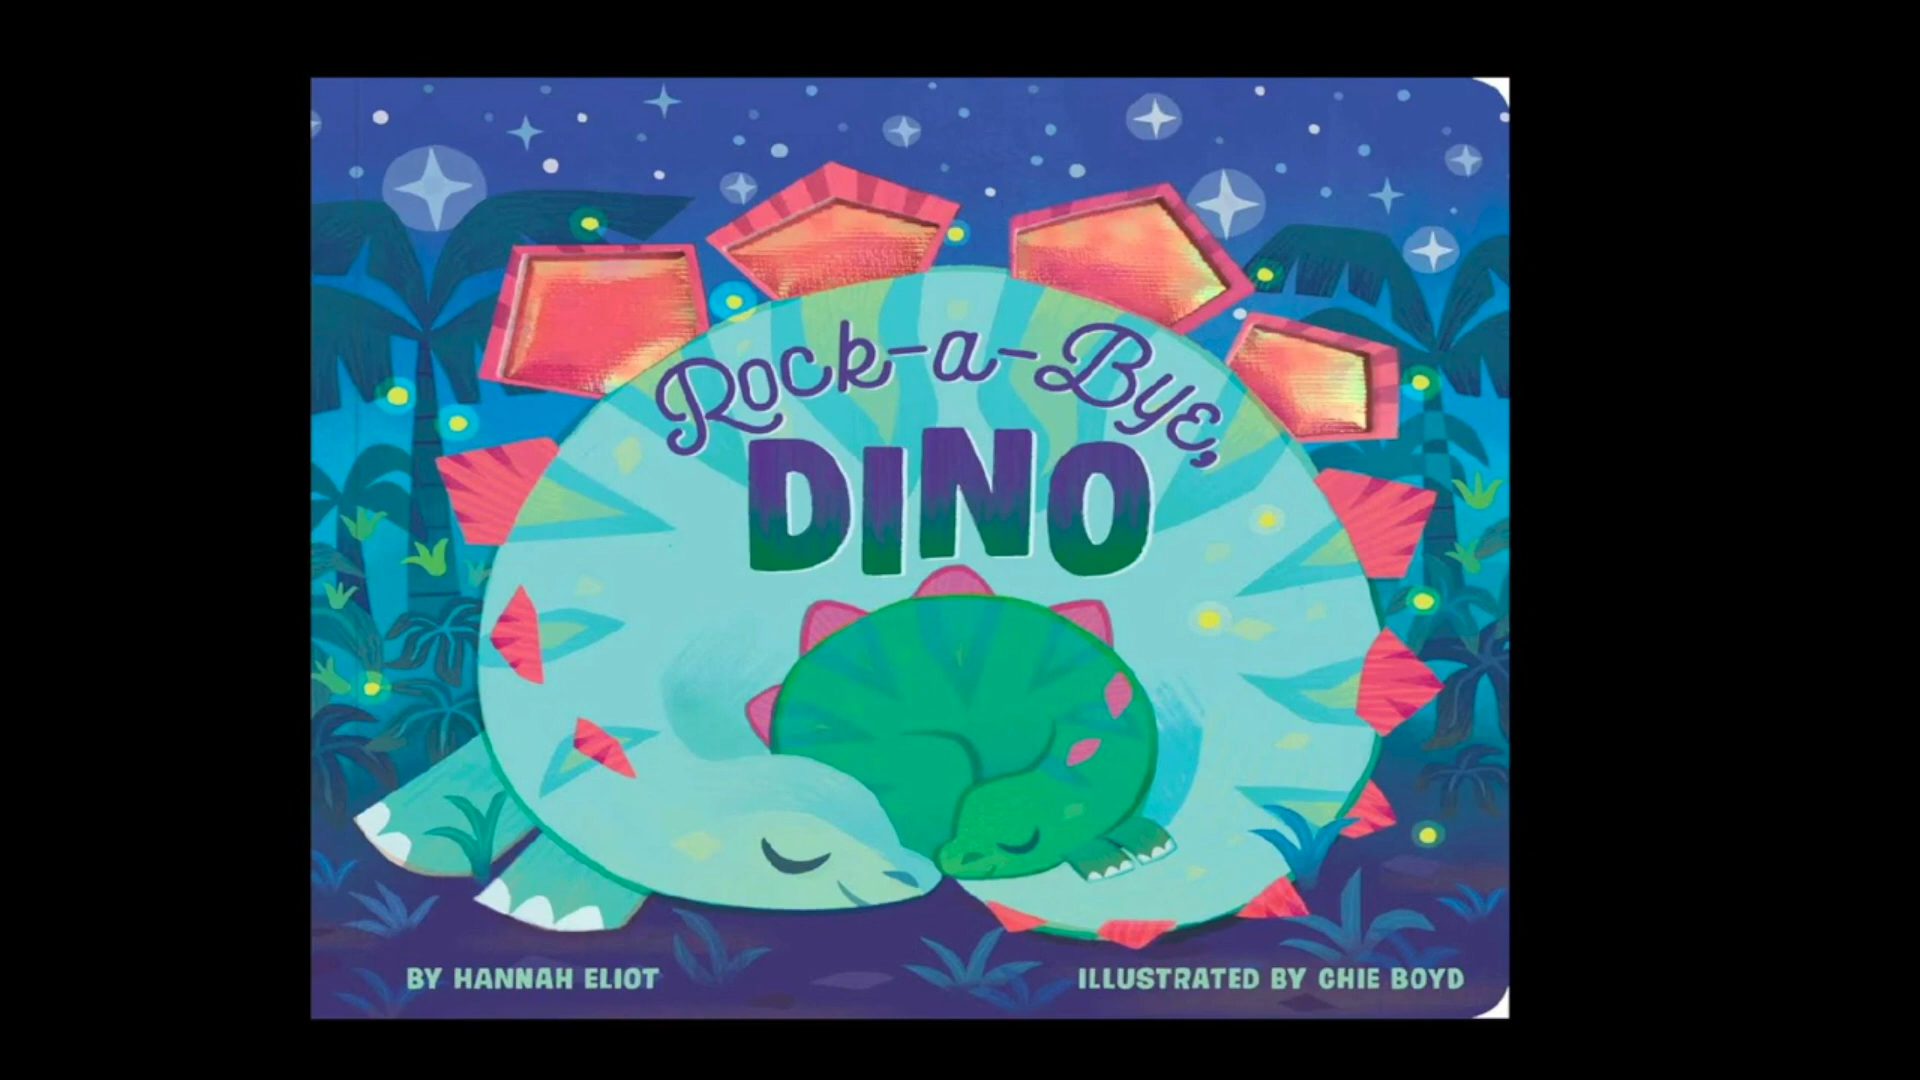 Rock-a-Bye,
DINO
BY HANNAH ELIOT
ILLUSTRATED BY CHIE BOYD